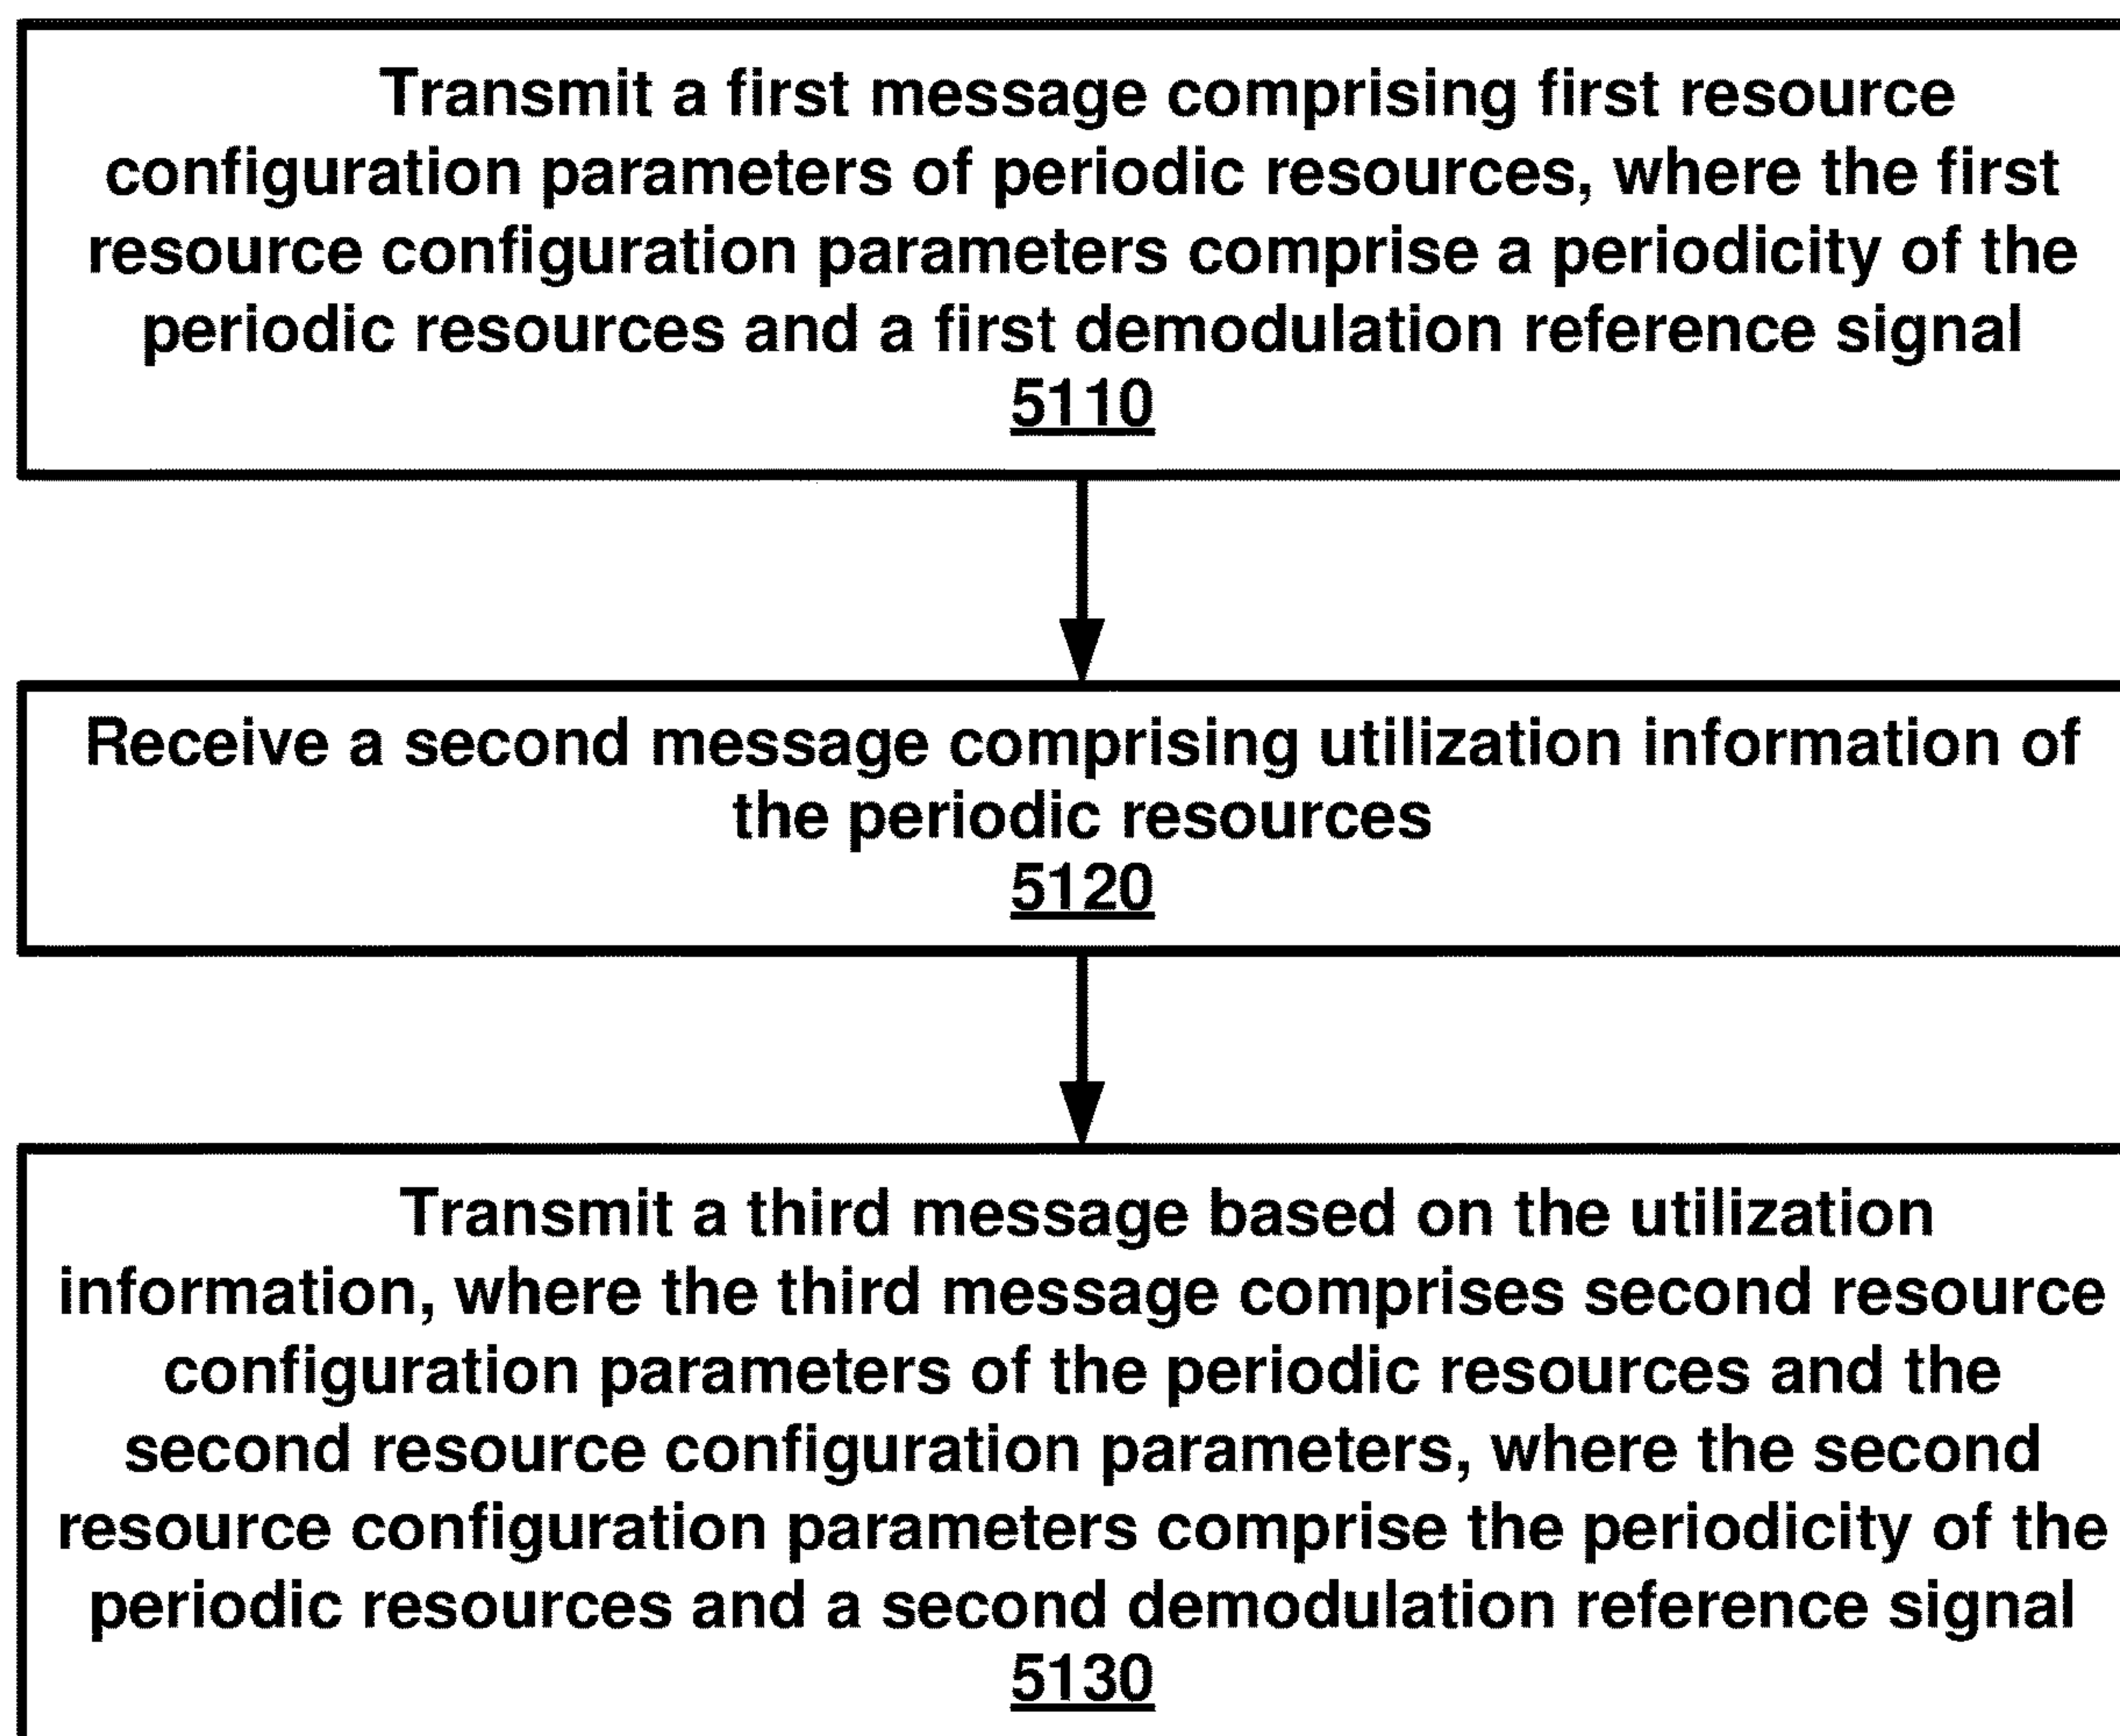 Transmit a first message comprising first resource
configuration parameters of periodic resources, where the first
resource configuration parameters comprise a periodicity of the
periodic resources and a first demodulation reference signal
5110
Receive a second message comprising utilization information of
the periodic resources
5120
Transmit a third message based on the utilization
information, where the third message comprises second resource
configuration parameters of the periodic resources and the
second resource configuration parameters, where the second
resource configuration parameters comprise the periodicity of the
periodic resources and a second demodulation reference signal
5130